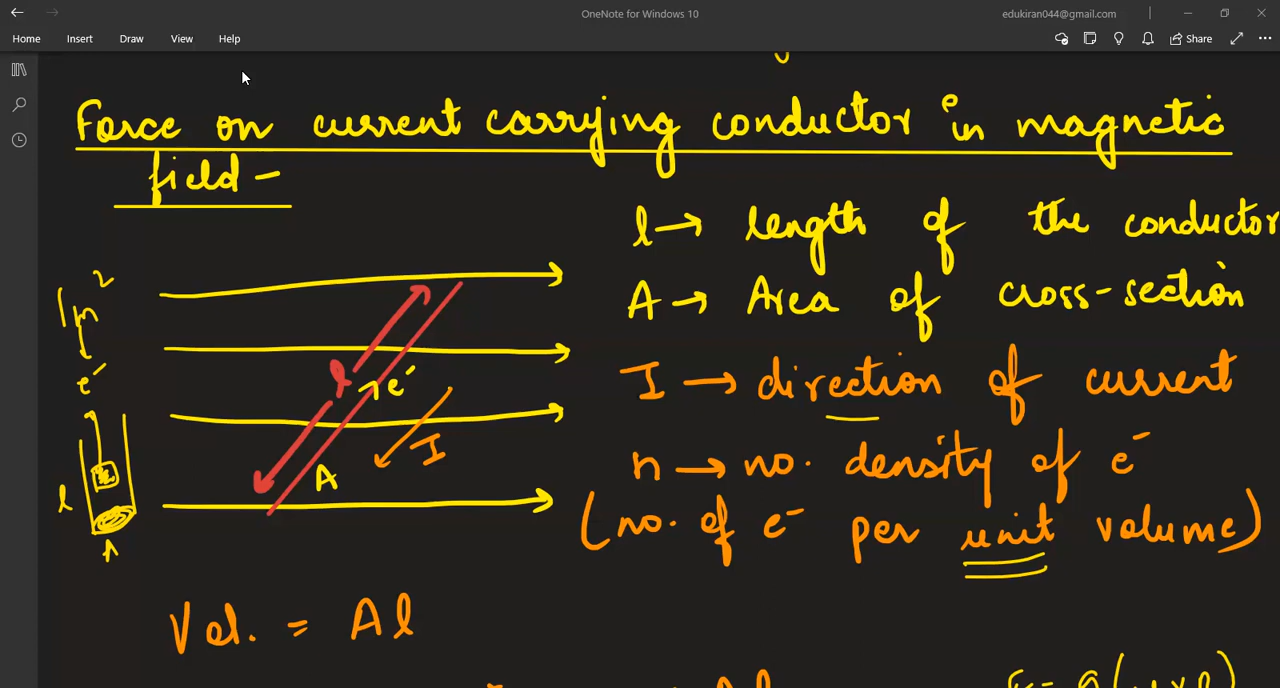 OneNote for Windows 10
edukiran044@gmail.com
Home Insert Draw View Help
Share
Force on current carrying conductor in magnetic
field -
l → length of the conductor
A → Area of cross-section
I → direction of current
n → no. density of e⁻
(no. of e⁻ per unit volume)
e⁻
l
e⁻
I
A
l
A
Vol. = Al
Al